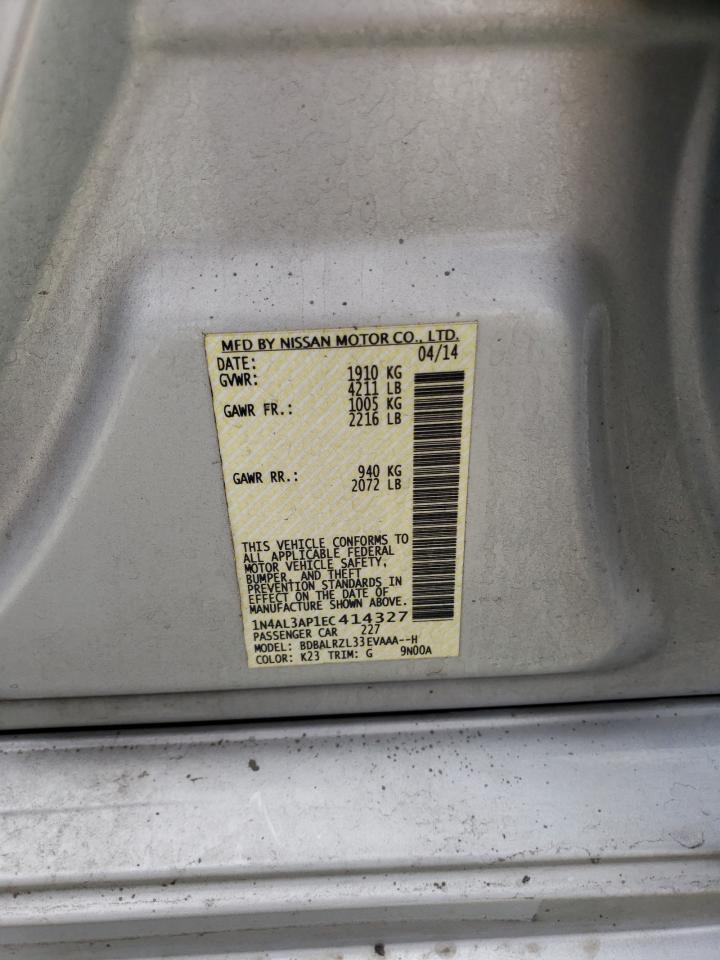 MFD BY NISSAN MOTOR CO., LTD.
DATE: 04/14
GVWR: 1910 KG
4211 LB
GAWR FR.: 1005 KG
2216 LB
GAWR RR.: 940 KG
2072 LB
THIS VEHICLE CONFORMS TO
ALL APPLICABLE FEDERAL
MOTOR VEHICLE SAFETY,
BUMPER, AND THEFT
PREVENTION STANDARDS IN
EFFECT ON THE DATE OF
MANUFACTURE SHOWN ABOVE.
1N4AL3AP1EC414327
PASSENGER CAR 227
MODEL: BDBALRZL33EVAAA--H
COLOR: K23 TRIM: G 9N00A